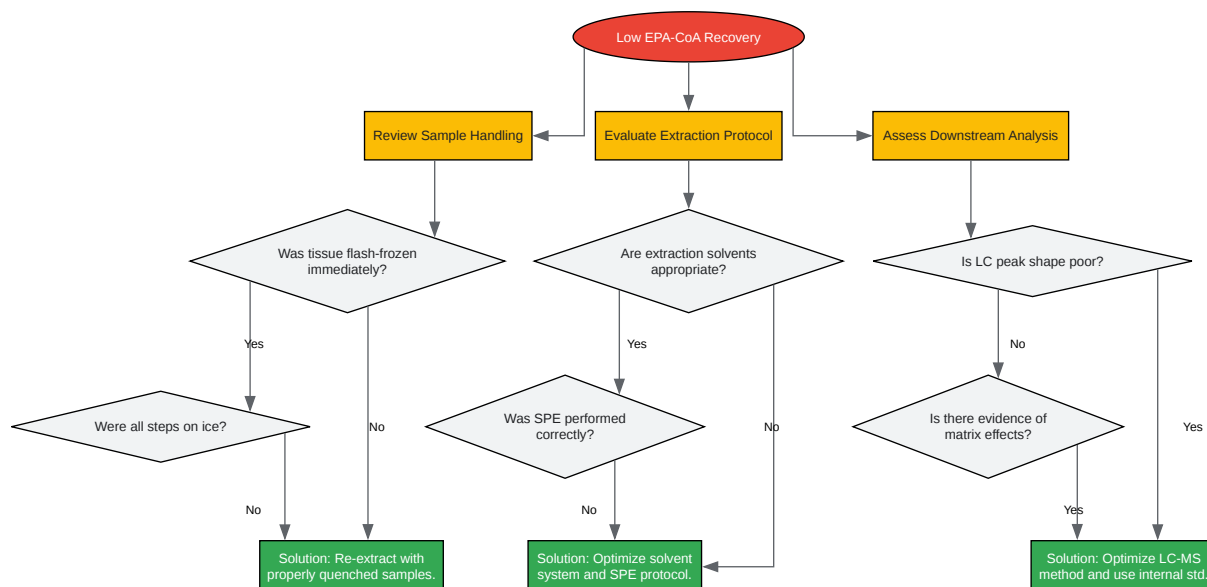 Low EPA-CoA Recovery
Review Sample Handling
Evaluate Extraction Protocol
Assess Downstream Analysis
Was tissue flash-frozen
immediately?
Are extraction solvents
appropriate?
Is LC peak shape poor?
Yes
Yes
No
Were all steps on ice?
No
Was SPE performed
correctly?
No
Is there evidence of
matrix effects?
Yes
No
No
Yes
Solution: Re-extract with
properly quenched samples.
Solution: Optimize solvent
system and SPE protocol.
Solution: Optimize LC-MS
method and use internal std.